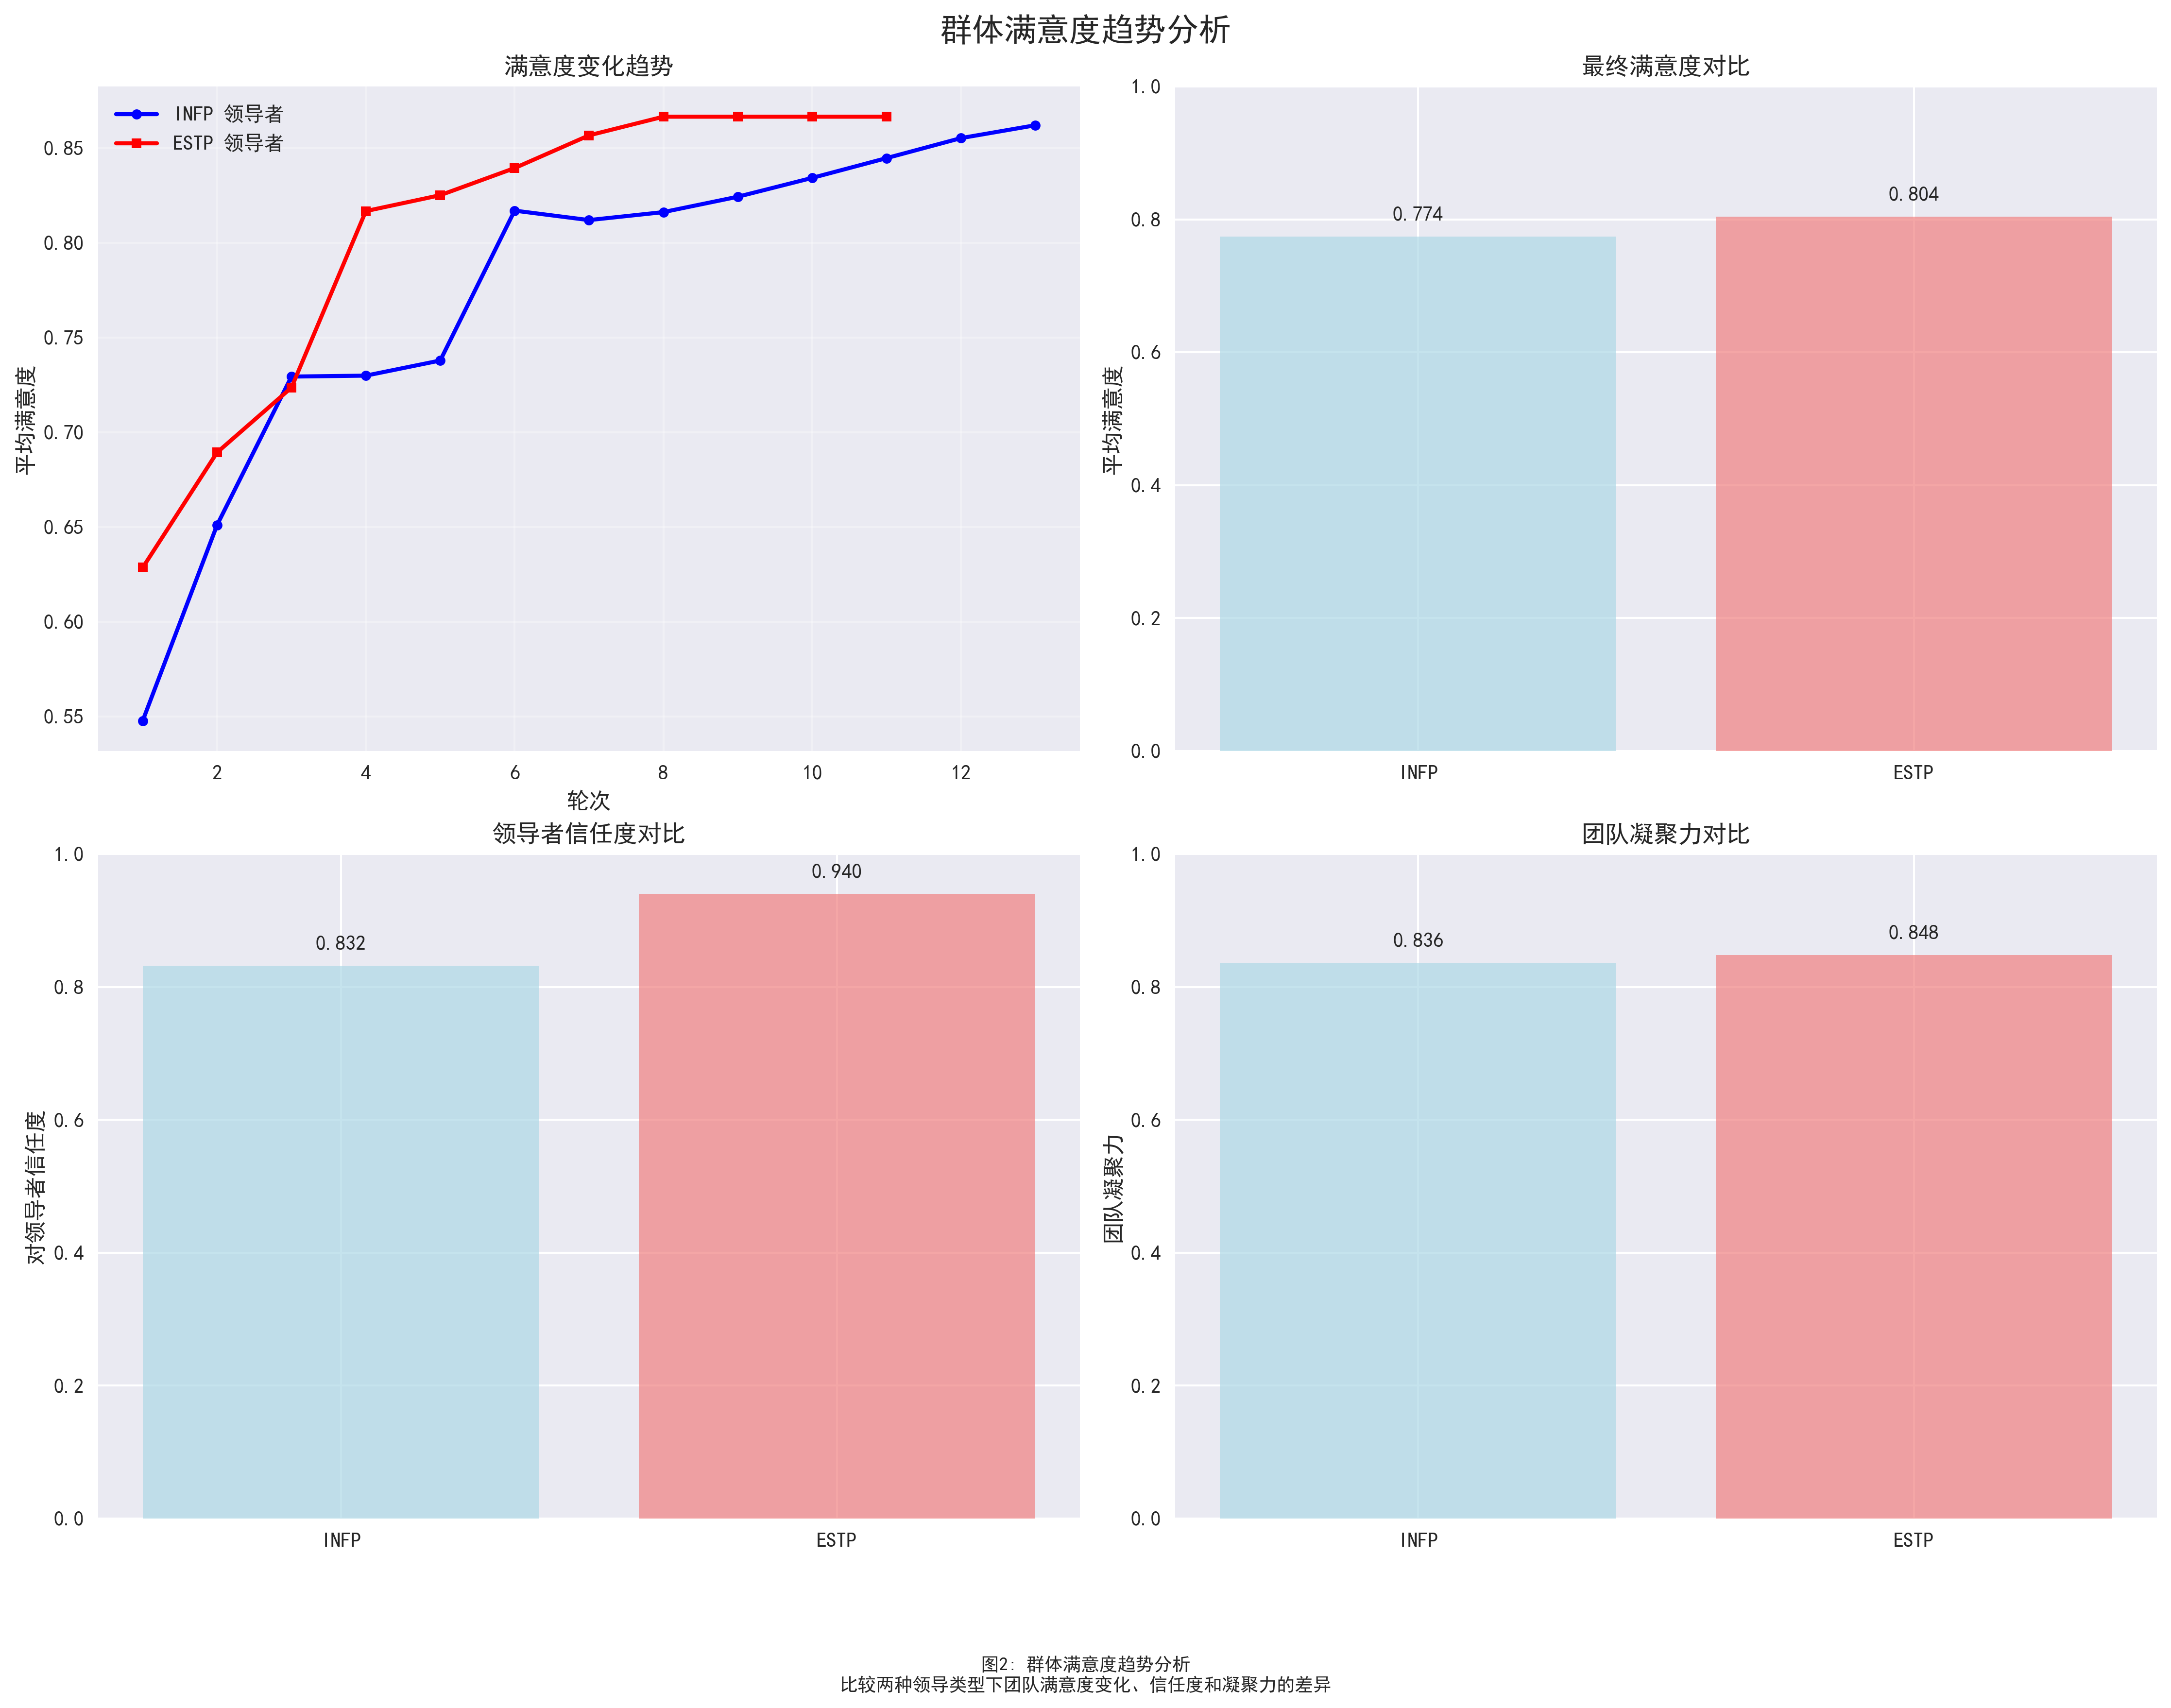 群体满意度趋势分析
满意度变化趋势
INFP 领导者
ESTP 领导者
平均满意度
0.85
0.80
0.75
0.70
0.65
0.60
0.55
2 4 6 8 10 12
轮次
最终满意度对比
平均满意度
1.0
0.8
0.6
0.4
0.2
0.0
0.774
0.804
INFP ESTP
领导者信任度对比
对领导者信任度
1.0
0.8
0.6
0.4
0.2
0.0
0.832
0.940
INFP ESTP
团队凝聚力对比
团队凝聚力
1.0
0.8
0.6
0.4
0.2
0.0
0.836
0.848
INFP ESTP
图2: 群体满意度趋势分析
比较两种领导类型下团队满意度变化、信任度和凝聚力的差异